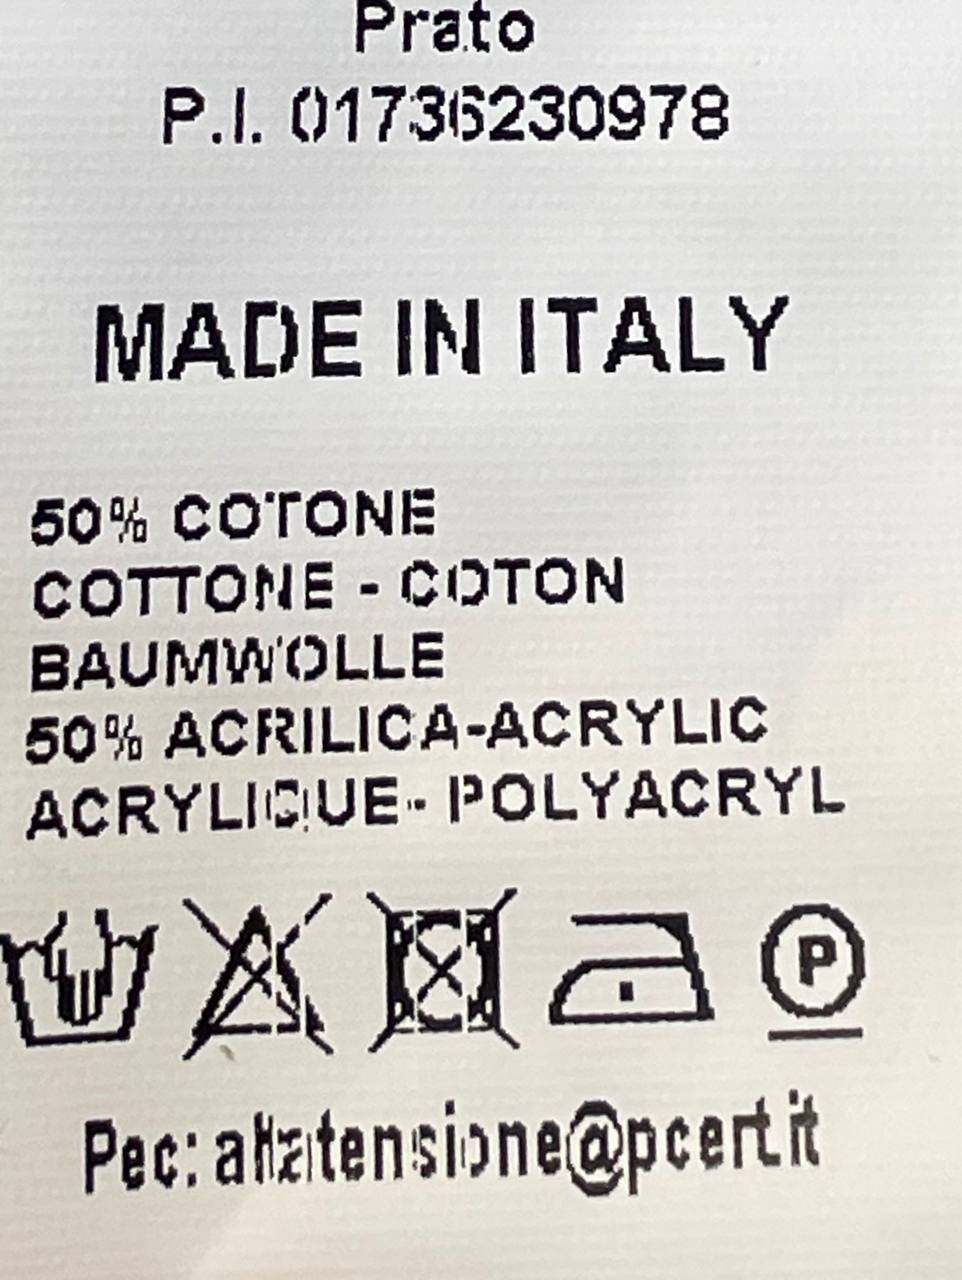 Prato
P.I. 01736230978
MADE IN ITALY
50% COTONE
COTTONE - COTON
BAUMWOLLE
50% ACRILICA-ACRYLIC
ACRYLIQUE- POLYACRYL
P
Pec: altatensione@pcert.it